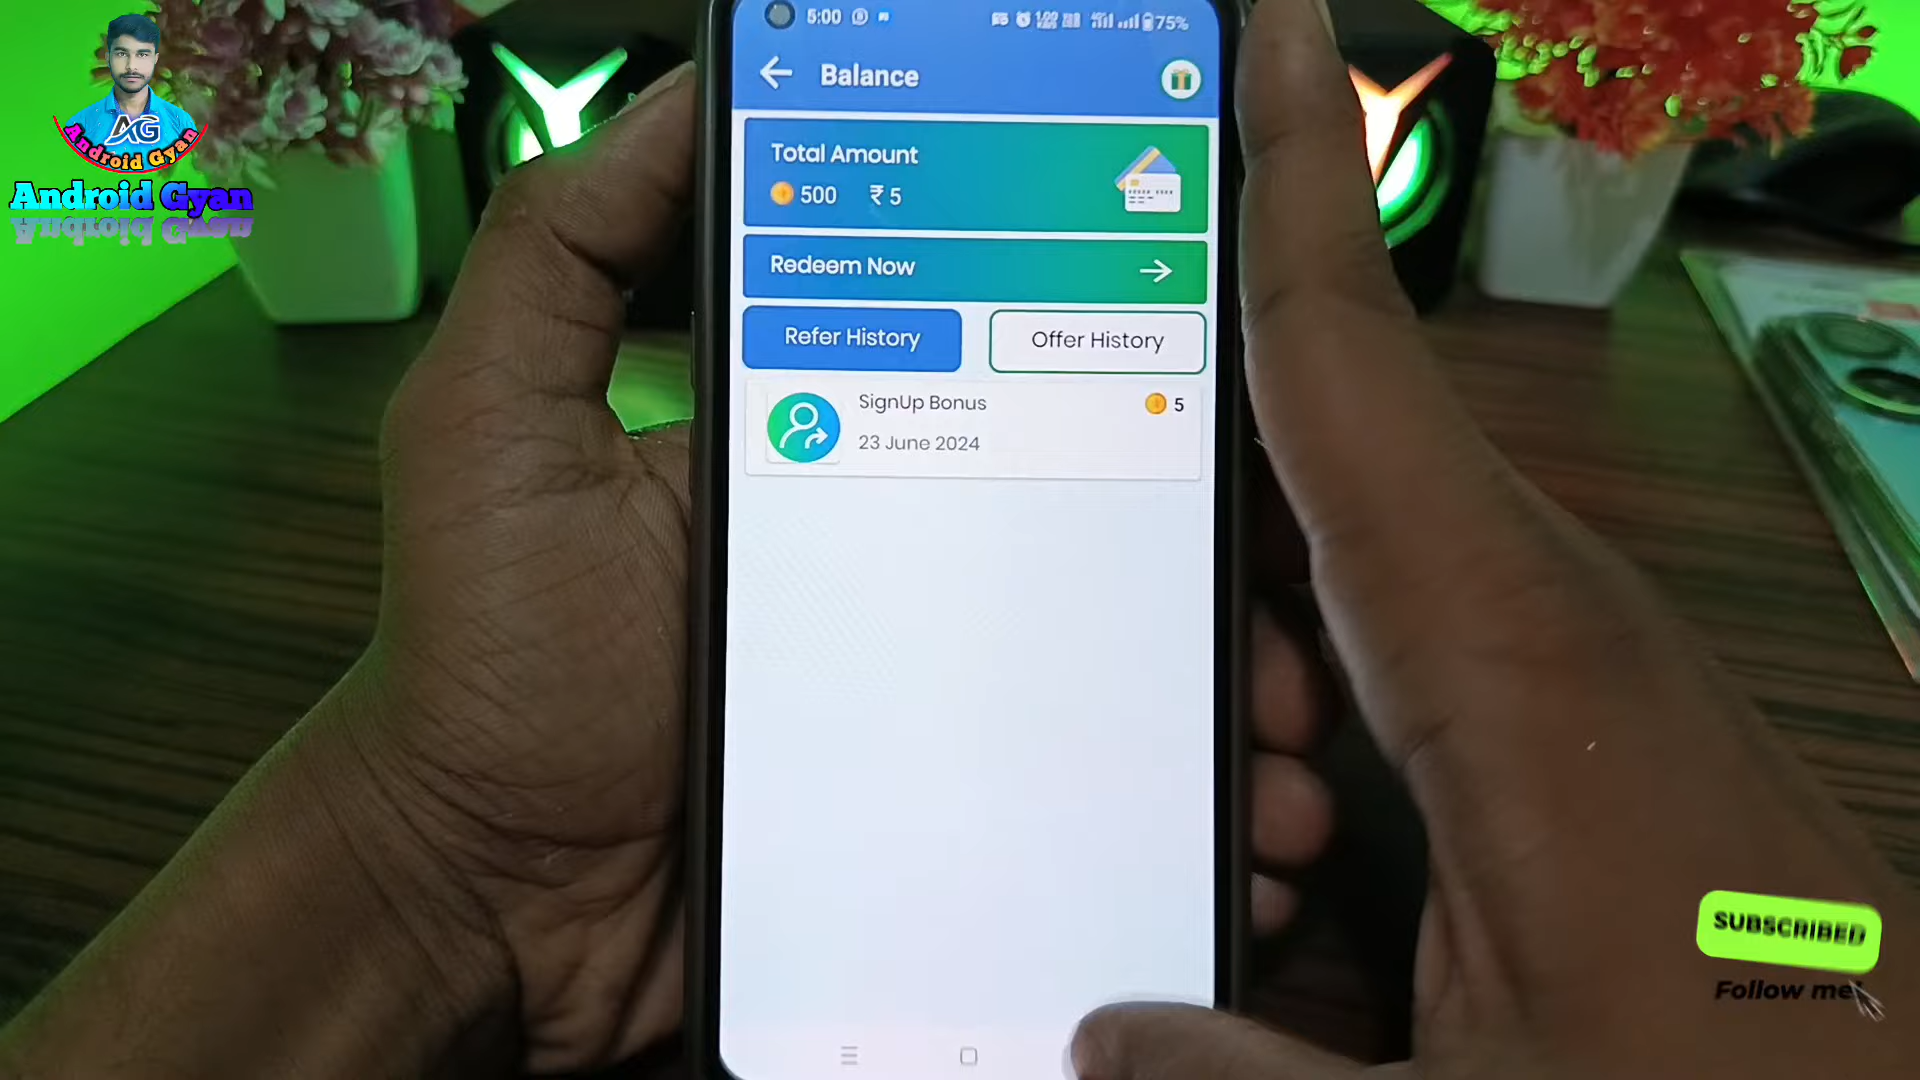 AG
Android Gyan
Android Gyan
5:00
75%
Balance
Total Amount
500 ₹ 5
Redeem Now
Refer History
Offer History
SignUp Bonus
5
23 June 2024
SUBSCRIBED
Follow me!